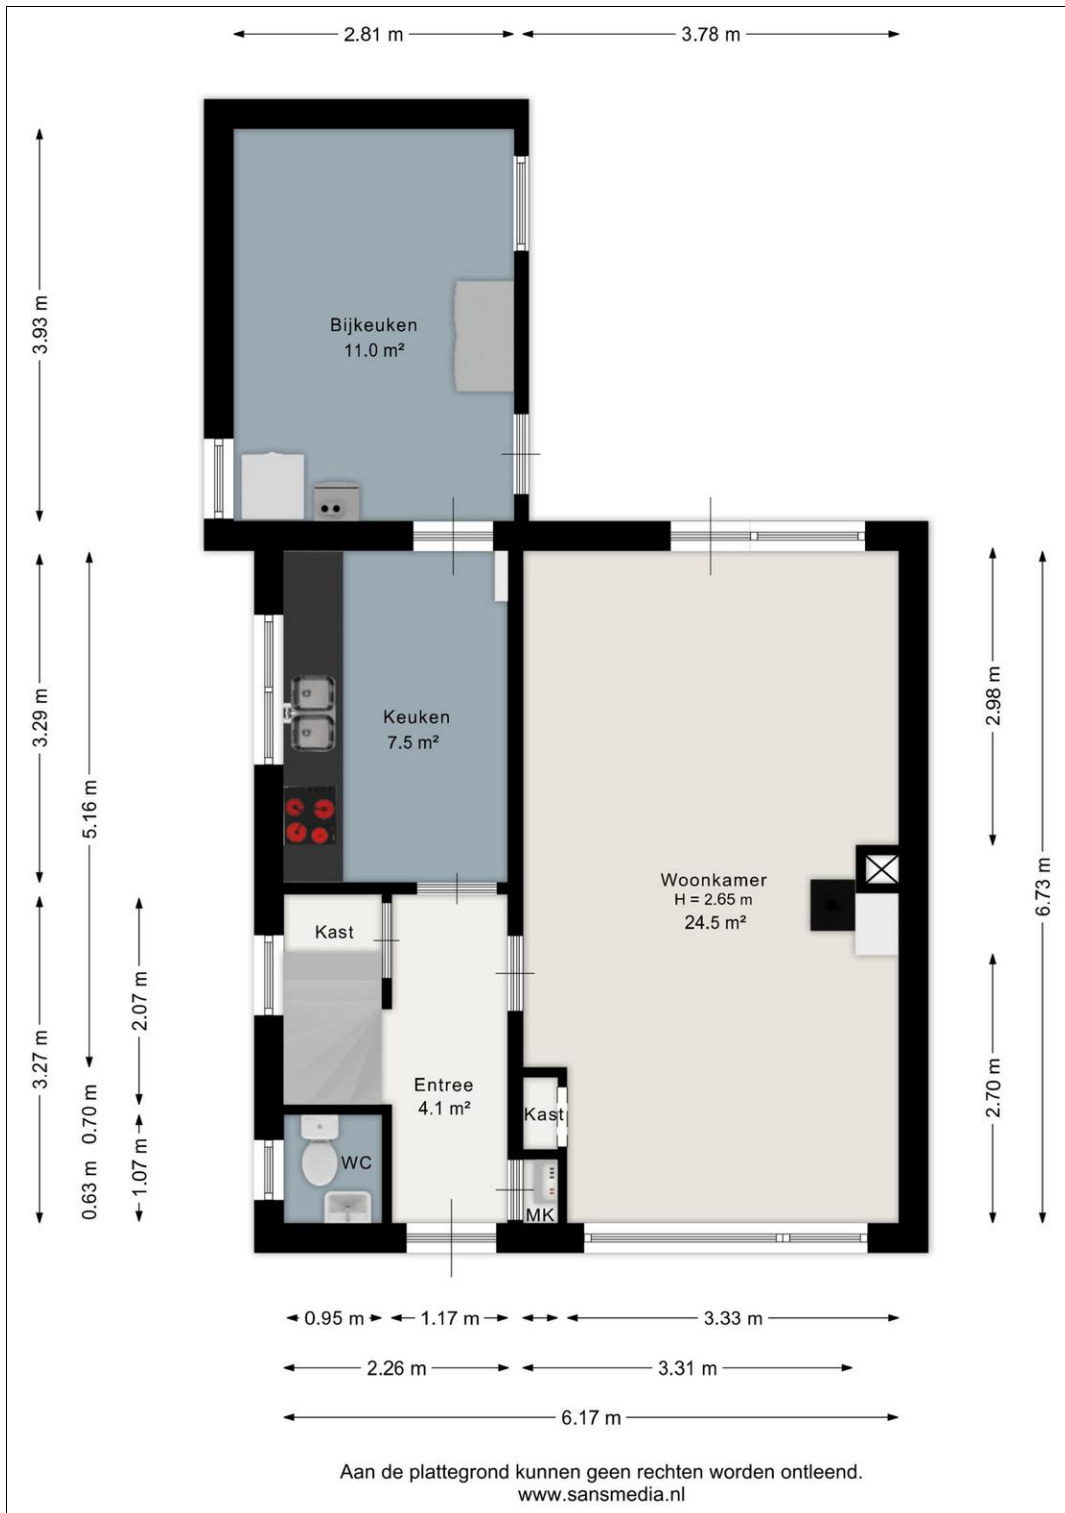 2.81 m
3.78 m
3.93 m
Bijkeuken
11.0 m²
3.29 m
5.16 m
Keuken
7.5 m²
2.98 m
6.73 m
Woonkamer
H = 2.65 m
24.5 m²
Kast
3.27 m
2.07 m
0.70 m
Entree
4.1 m²
Kast
2.70 m
0.63 m
1.07 m
WC
MK
0.95 m
1.17 m
3.33 m
2.26 m
3.31 m
6.17 m
Aan de plattegrond kunnen geen rechten worden ontleend.
www.sansmedia.nl